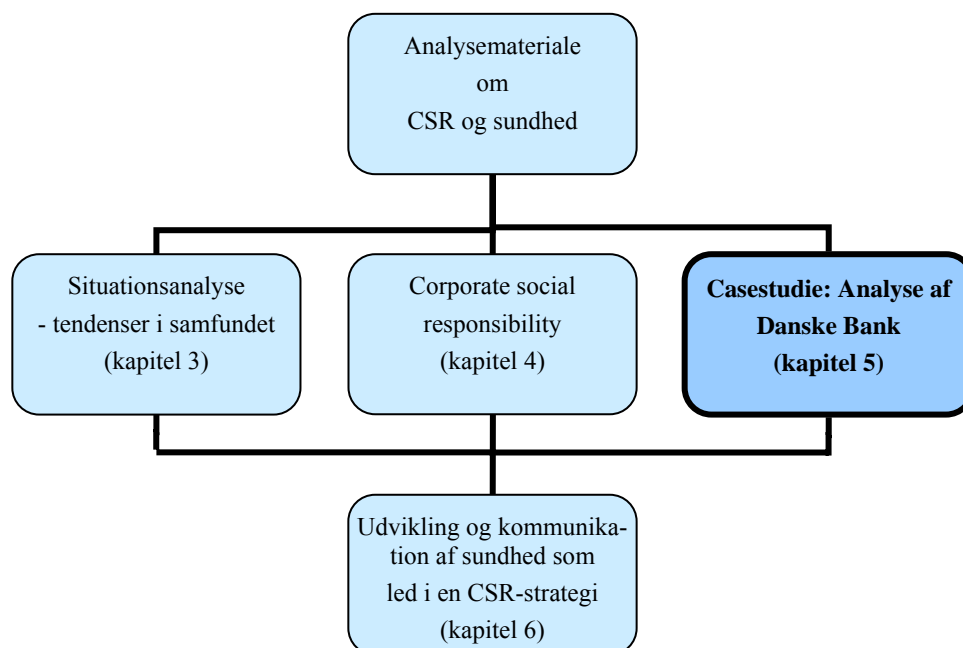 Analysemateriale
om
CSR og sundhed
Situationsanalyse
- tendenser i samfundet
(kapitel 3)
Corporate social
responsibility
(kapitel 4)
Casestudie: Analyse af
Danske Bank
(kapitel 5)
Udvikling og kommunika-
tion af sundhed som
led i en CSR-strategi
(kapitel 6)